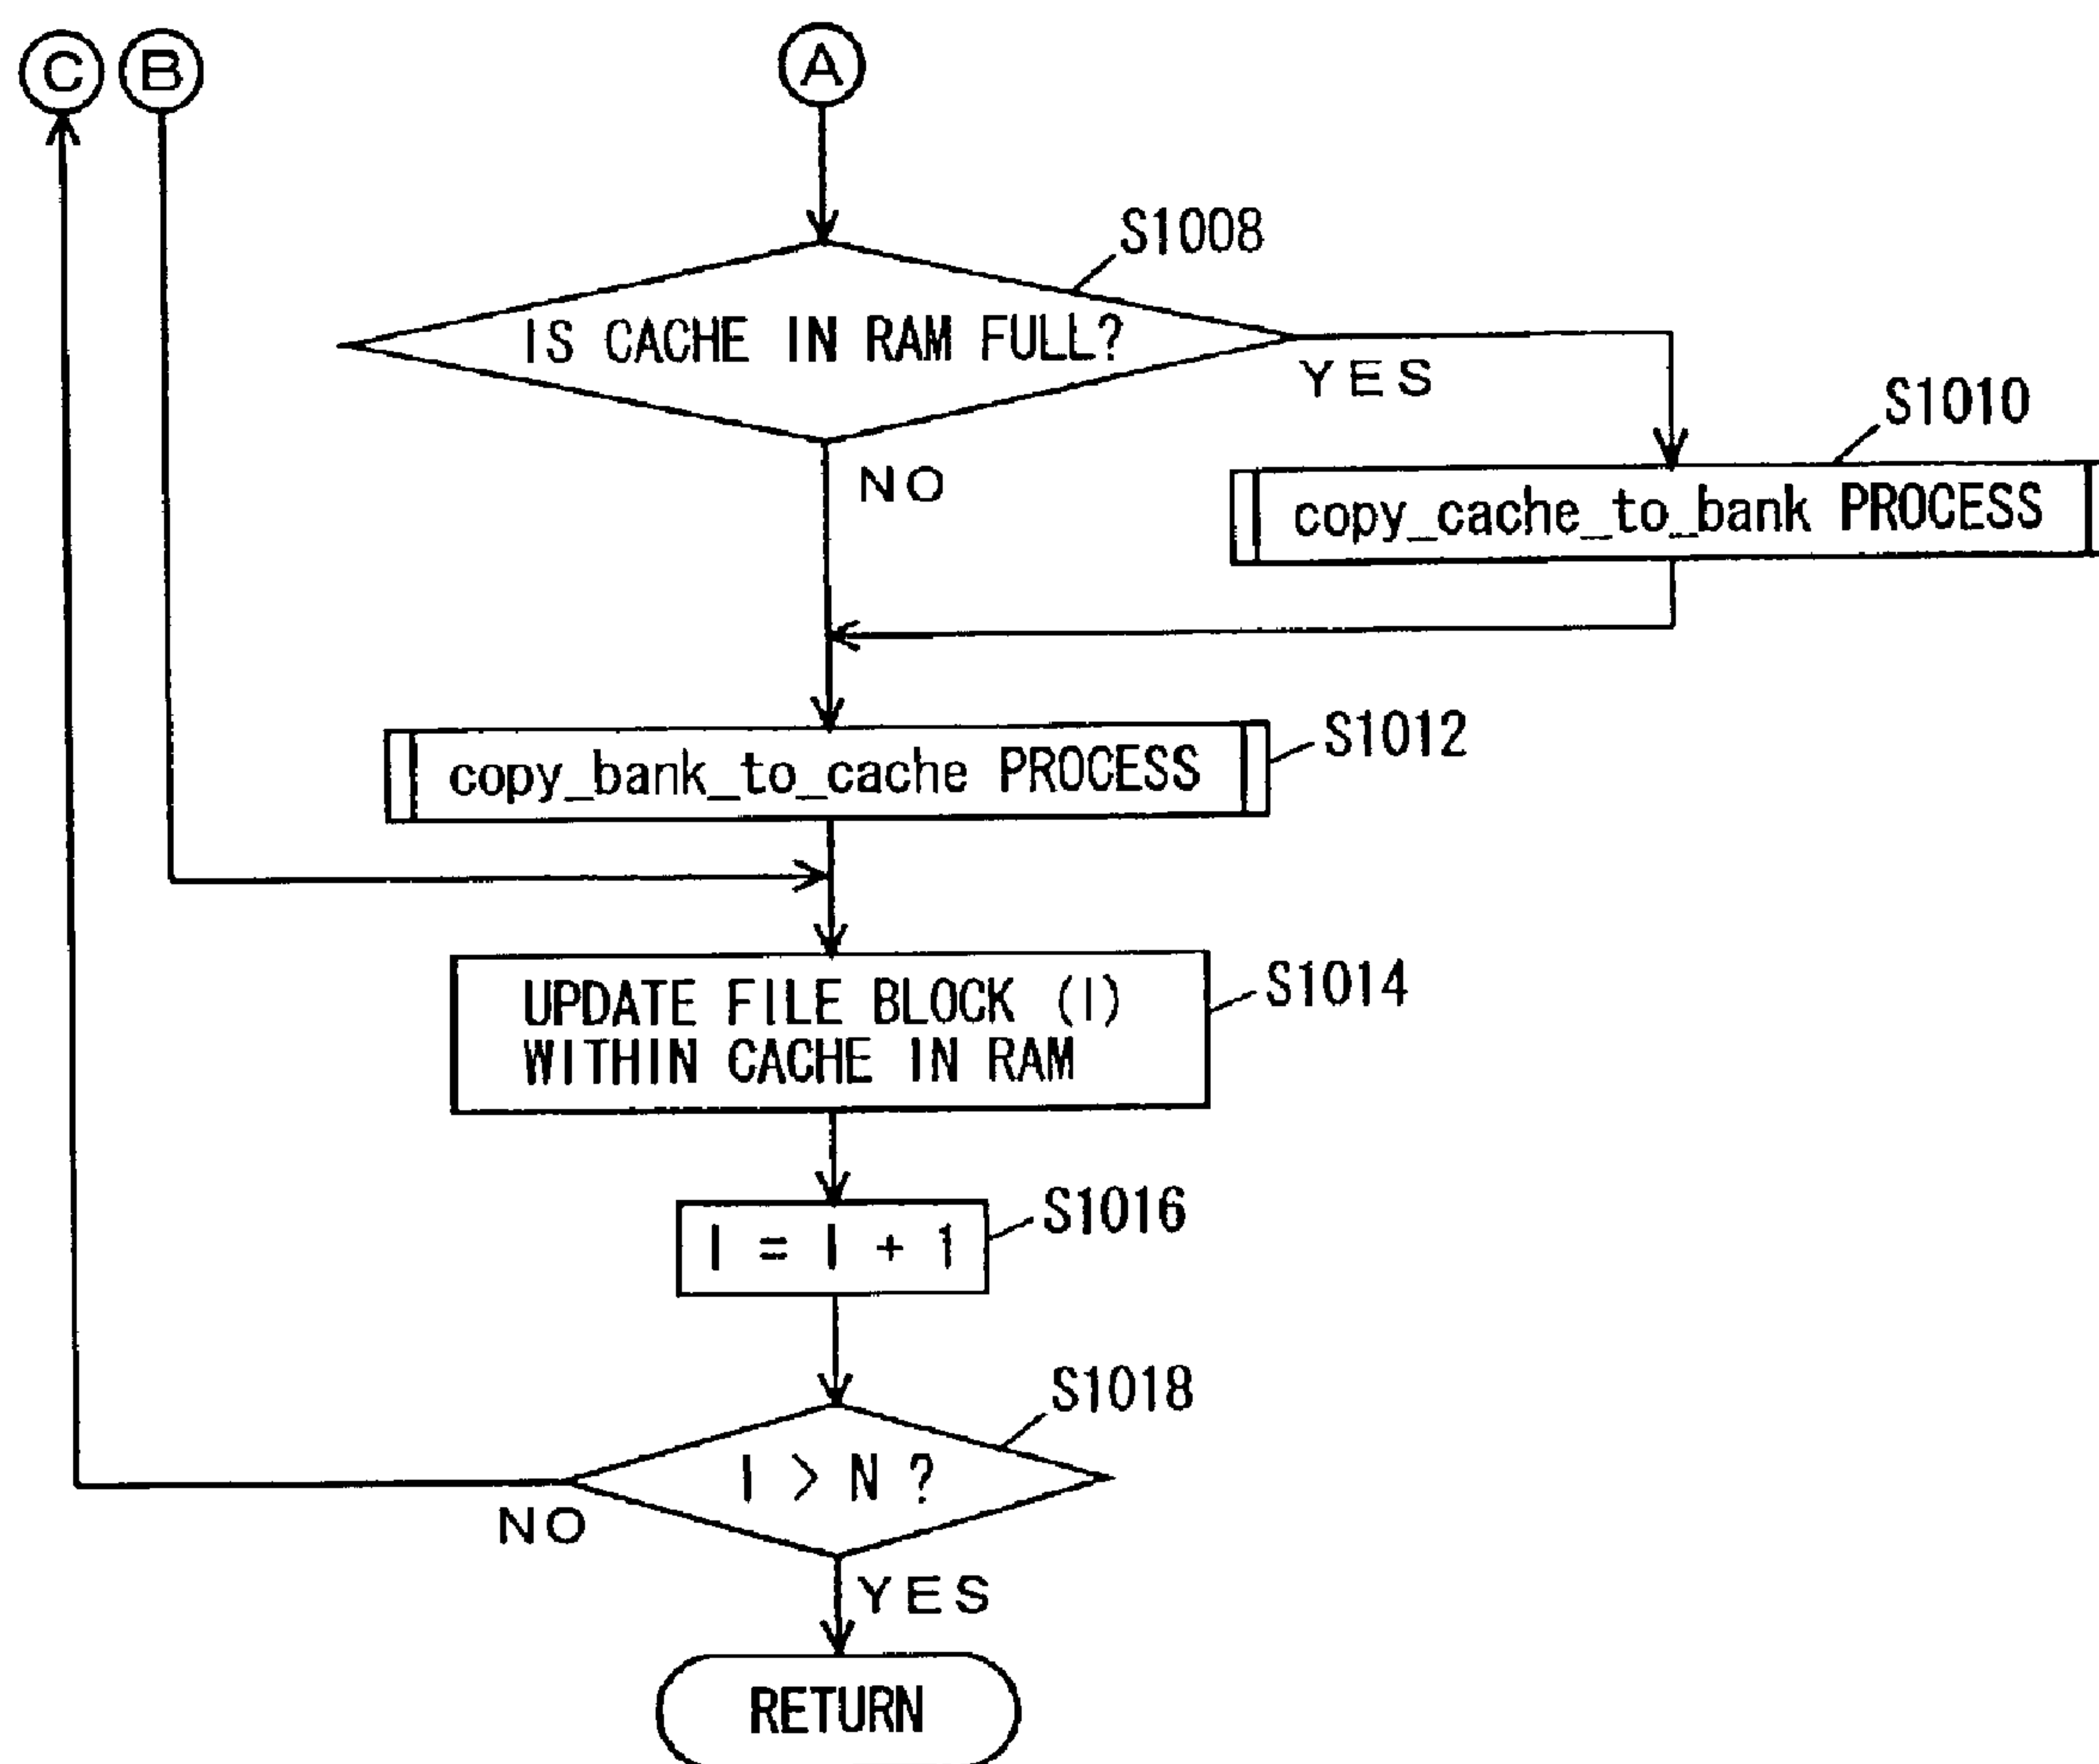 C B A
S1008
IS CACHE IN RAM FULL?
YES
S1010
NO
copy_cache_to_bank PROCESS
S1012
copy_bank_to_cache PROCESS
S1014
UPDATE FILE BLOCK (I)
WITHIN CACHE IN RAM
S1016
I = I + 1
S1018
I > N ?
NO
YES
RETURN